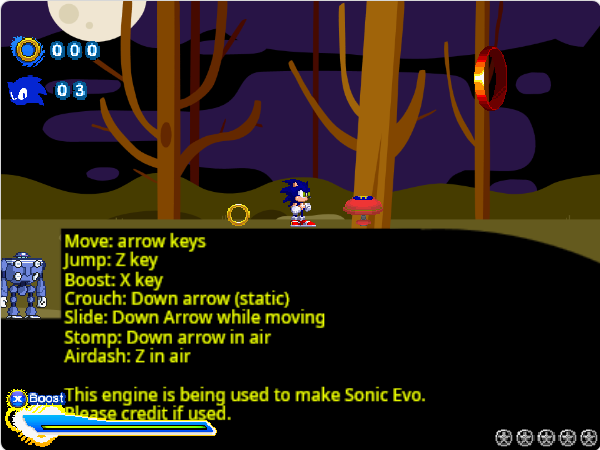 000
03
Move: arrow keys
Jump: Z key
Boost: X key
Crouch: Down arrow (static)
Slide: Down Arrow while moving
Stomp: Down arrow in air
Airdash: Z in air
This engine is being used to make Sonic Evo.
X Boost
Please credit if used.